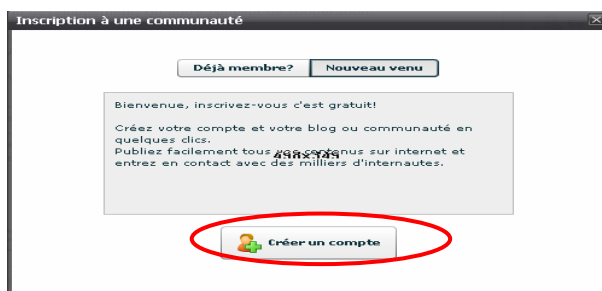 Inscription à une communauté
Déjà membre? Nouveau venu
Bienvenue, inscrivez-vous c'est gratuit!
Créez votre compte et votre blog ou communauté en
quelques clics.
Publiez facilement tous vos contenus sur internet et
498x349
entrez en contact avec des milliers d'internautes.
Créer un compte